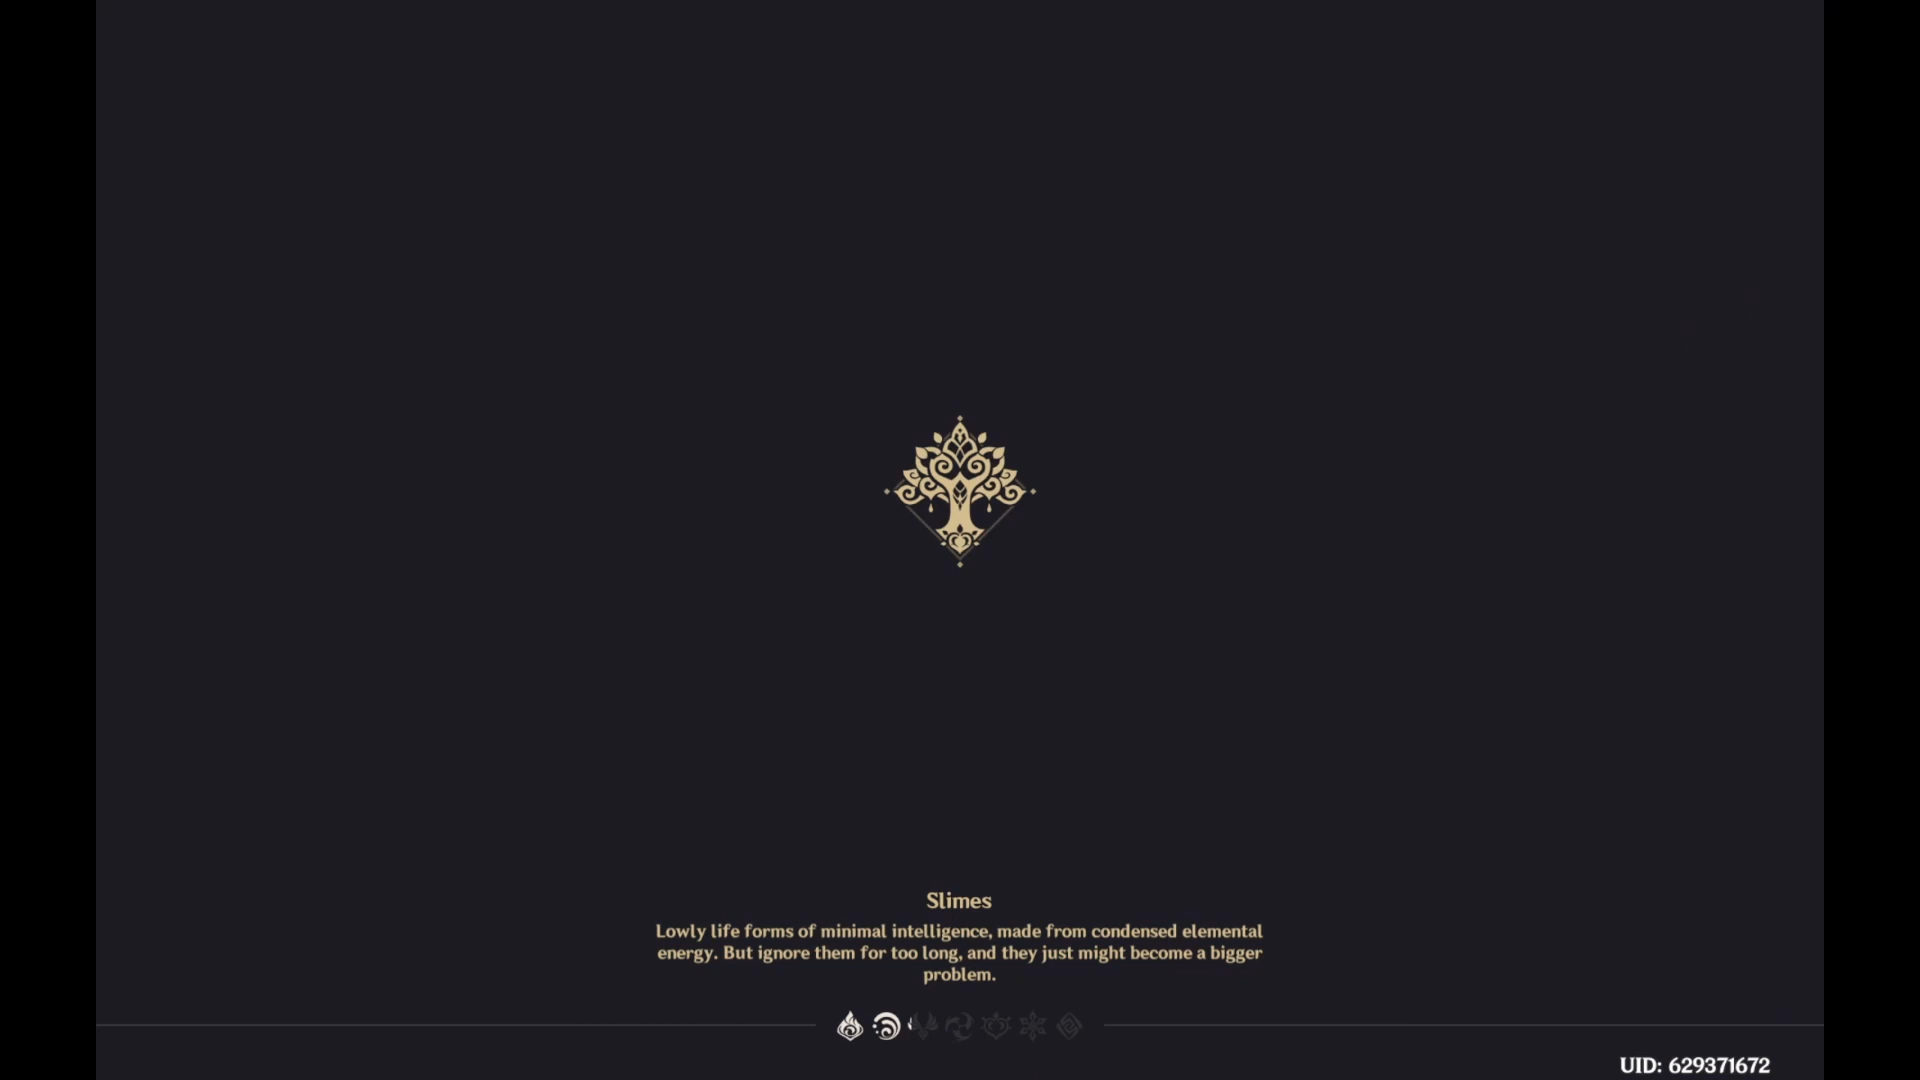 Slimes
Lowly life forms of minimal intelligence, made from condensed elemental
energy. But ignore them for too long, and they just might become a bigger
problem.
UID: 629371672